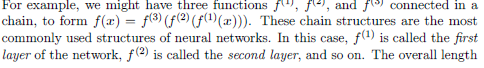 For example, we might have three functions f⁽¹⁾, f⁽²⁾, and f⁽³⁾ connected in a
chain, to form f(x) = f⁽³⁾(f⁽²⁾(f⁽¹⁾(x))). These chain structures are the most
commonly used structures of neural networks. In this case, f⁽¹⁾ is called the first
layer of the network, f⁽²⁾ is called the second layer, and so on. The overall length